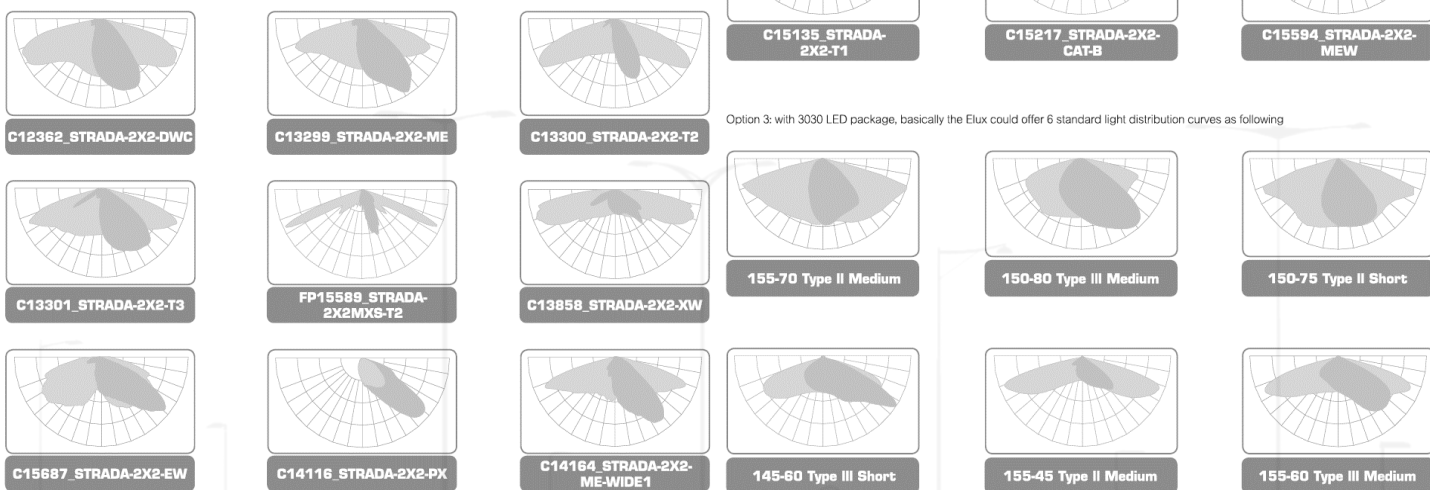 C12362_STRADA-2X2-DWC
C13299_STRADA-2X2-ME
C13300_STRADA-2X2-T2
C13301_STRADA-2X2-T3
FP15589_STRADA-
2X2MXS-T2
C13858_STRADA-2X2-XW
C15687_STRADA-2X2-EW
C14116_STRADA-2X2-PX
C14164_STRADA-2X2-
ME-WIDE1
C15135_STRADA-
2X2-T1
C15217_STRADA-2X2-
CAT-B
C15594_STRADA-2X2-
MEW
Option 3: with 3030 LED package, basically the Elux could offer 6 standard light distribution curves as following
155-70 Type II Medium
150-80 Type III Medium
150-75 Type II Short
145-60 Type III Short
155-45 Type II Medium
155-60 Type III Medium